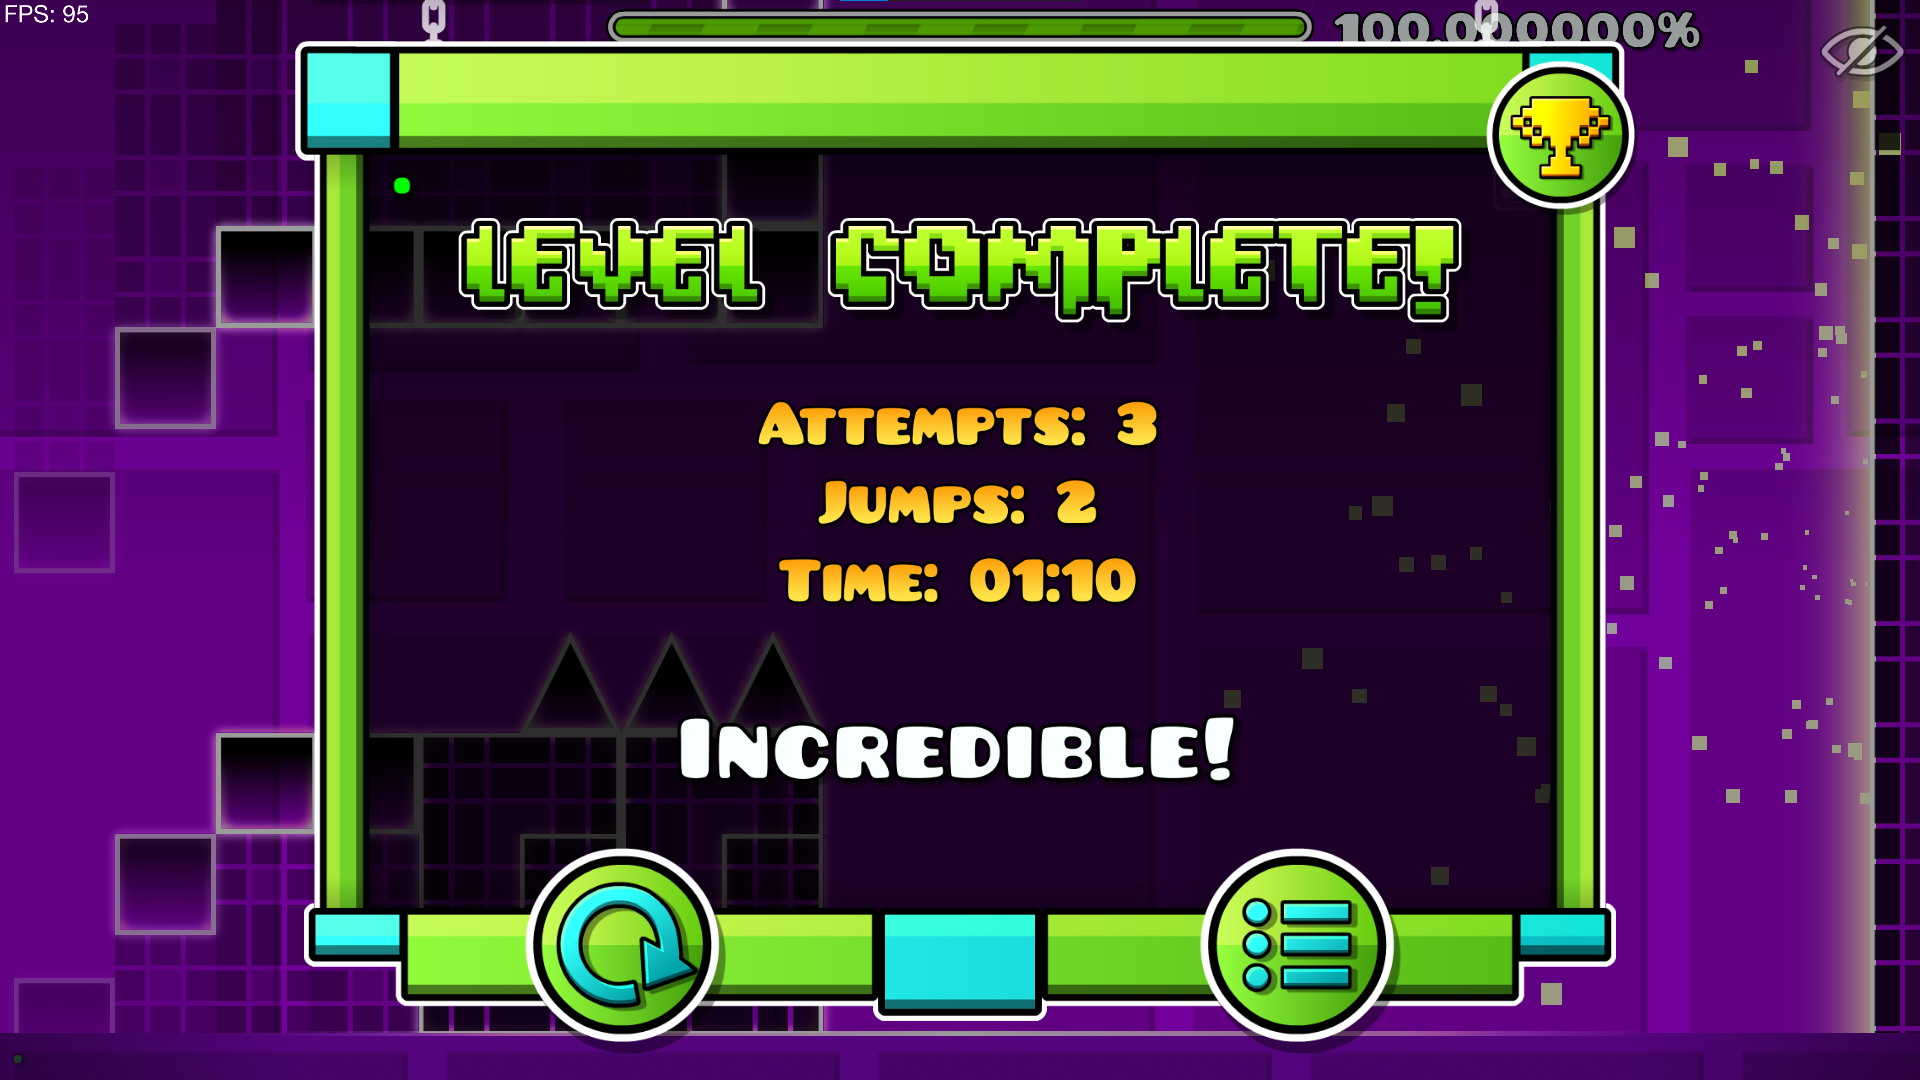 FPS: 95
100.000000%
LEVEL COMPLETE!
ATTEMPTS: 3
JUMPS: 2
TIME: 01:10
INCREDIBLE!